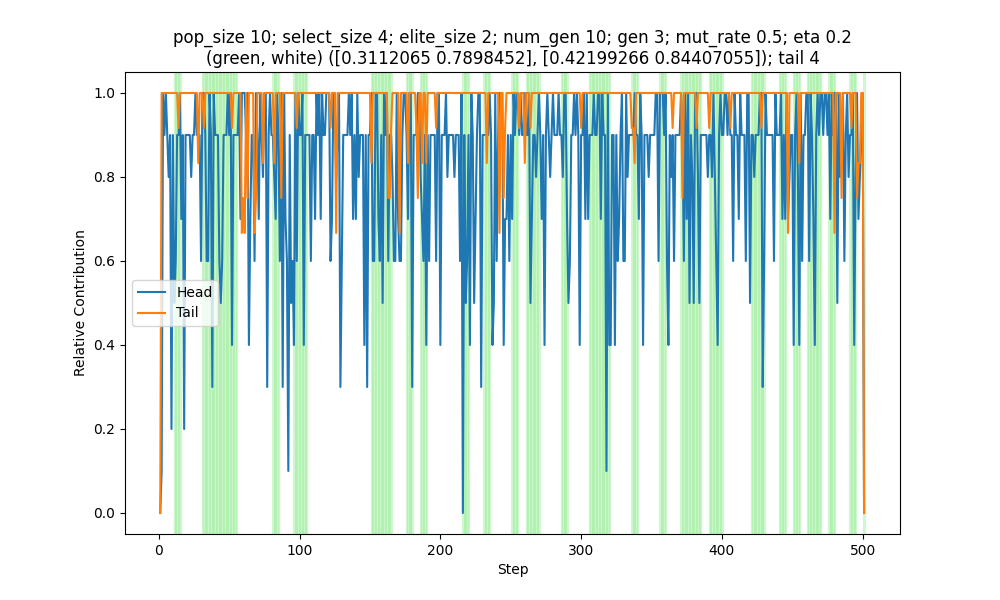 pop_size 10; select_size 4; elite_size 2; num_gen 10; gen 3; mut_rate 0.5; eta 0.2
(green, white) ([0.3112065 0.7898452], [0.42199266 0.84407055]); tail 4
1.0
0.8
0.6
0.4
0.2
0.0
Relative Contribution
Head
Tail
0
100
200
300
400
500
Step